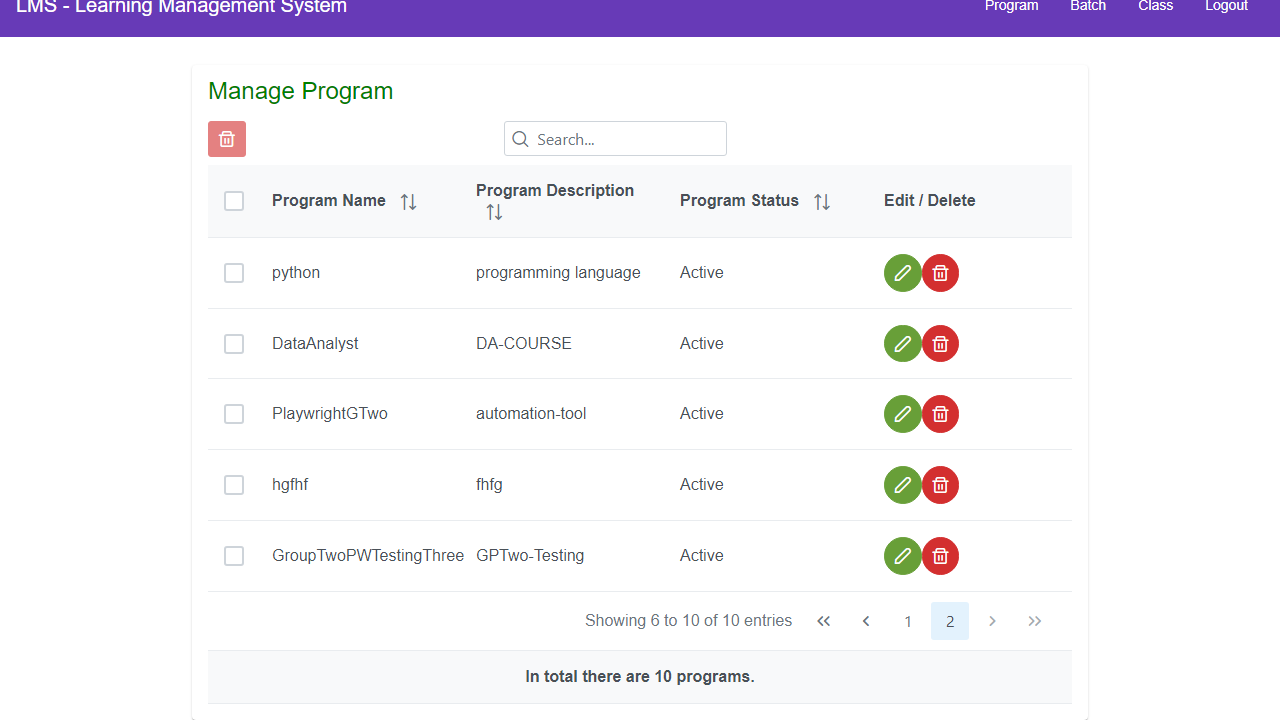 LMS - Learning Management System
Program Batch Class Logout
Manage Program
Search...
Program Name Program Description Program Status Edit / Delete
python programming language Active
DataAnalyst DA-COURSE Active
PlaywrightGTwo automation-tool Active
hgfhf fhfg Active
GroupTwoPWTestingThree GPTwo-Testing Active
Showing 6 to 10 of 10 entries 1 2
In total there are 10 programs.